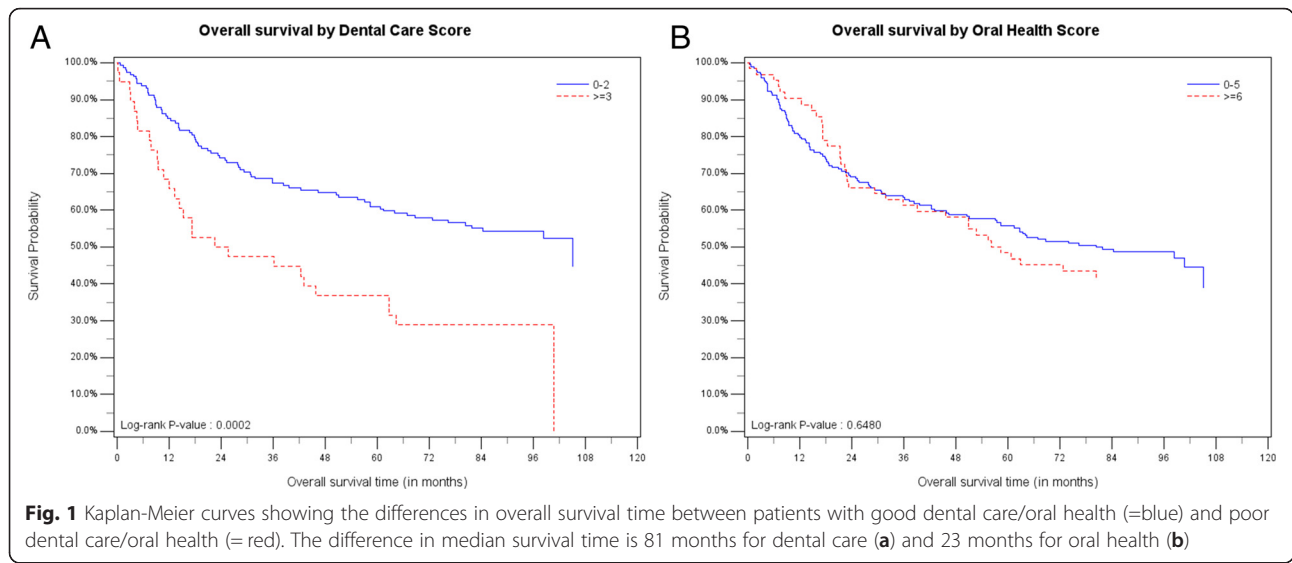 A
Overall survival by Dental Care Score
100.0%
90.0%
80.0%
70.0%
60.0%
50.0%
40.0%
30.0%
20.0%
10.0%
0.0%
Survival Probability
0-2
>=3
Log-rank P-value : 0.0002
0 12 24 36 48 60 72 84 96 108 120
Overall survival time (in months)
B
Overall survival by Oral Health Score
100.0%
90.0%
80.0%
70.0%
60.0%
50.0%
40.0%
30.0%
20.0%
10.0%
0.0%
Survival Probability
0-5
>=6
Log-rank P-value : 0.6480
0 12 24 36 48 60 72 84 96 108 120
Overall survival time (in months)
Fig. 1 Kaplan-Meier curves showing the differences in overall survival time between patients with good dental care/oral health (=blue) and poor
dental care/oral health (= red). The difference in median survival time is 81 months for dental care (a) and 23 months for oral health (b)